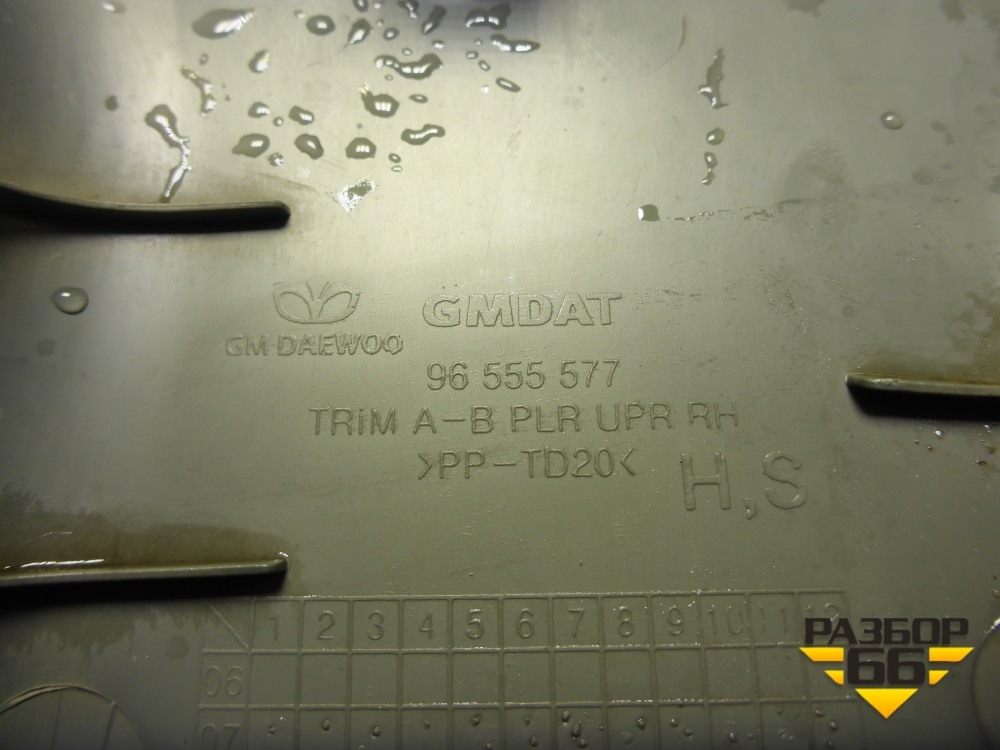 GMDAT
GM DAEWOO
96 555 577
TRiM A-B PLR UPR RH
>PP-TD20<
H,S
1 2 3 4 5 6 7 8 9 10 11 12
06
07
РАЗБОР
66